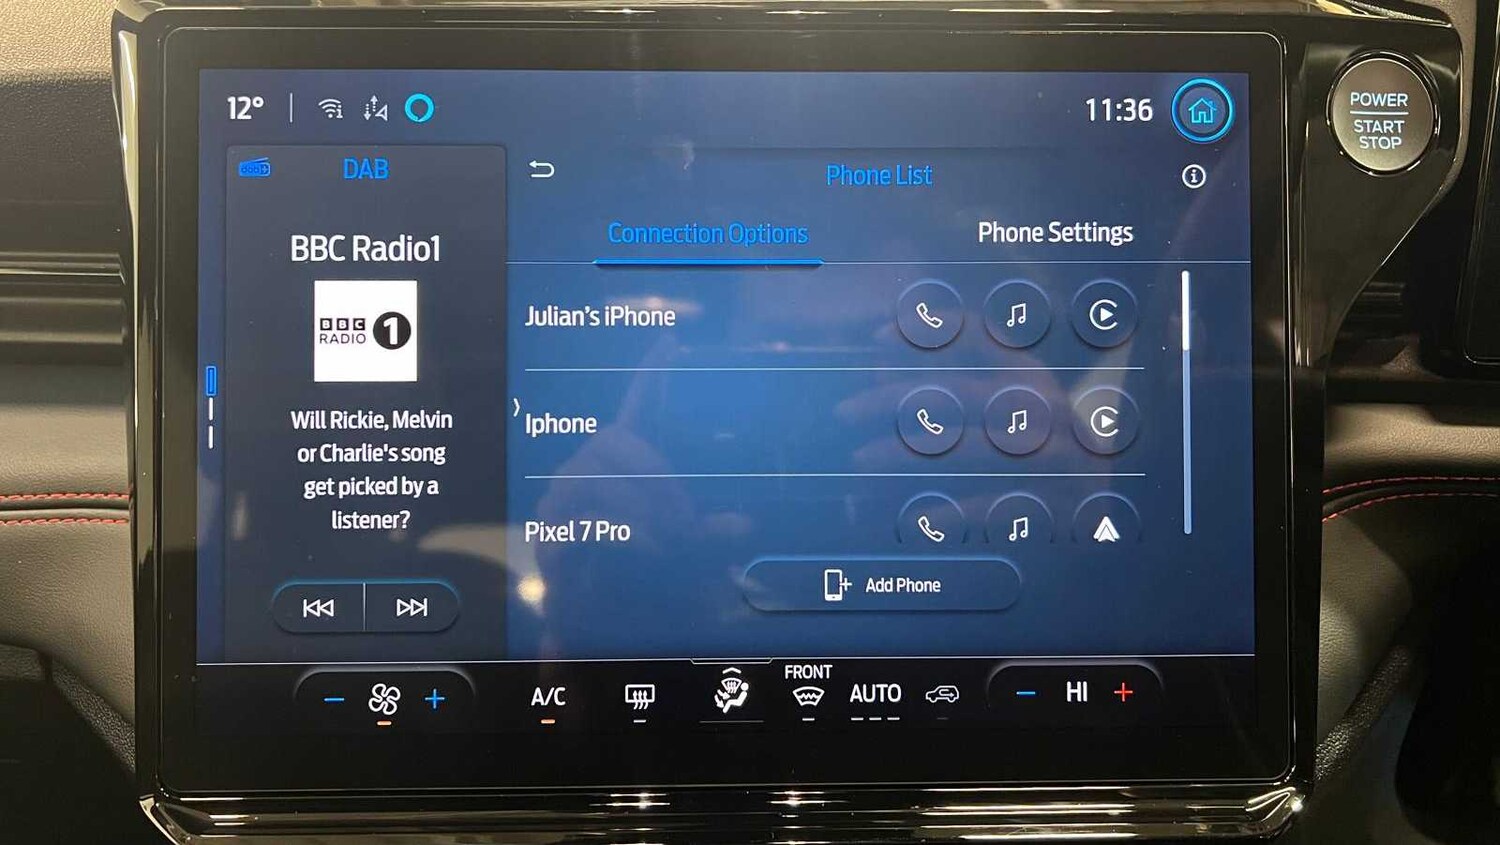 12°
11:36
POWER
START
STOP
dab+
DAB
BBC Radio1
BBC
RADIO 1
Will Rickie, Melvin
or Charlie's song
get picked by a
listener?
Phone List
Connection Options
Phone Settings
Julian's iPhone
Iphone
Pixel 7 Pro
Add Phone
A/C
FRONT
AUTO
HI